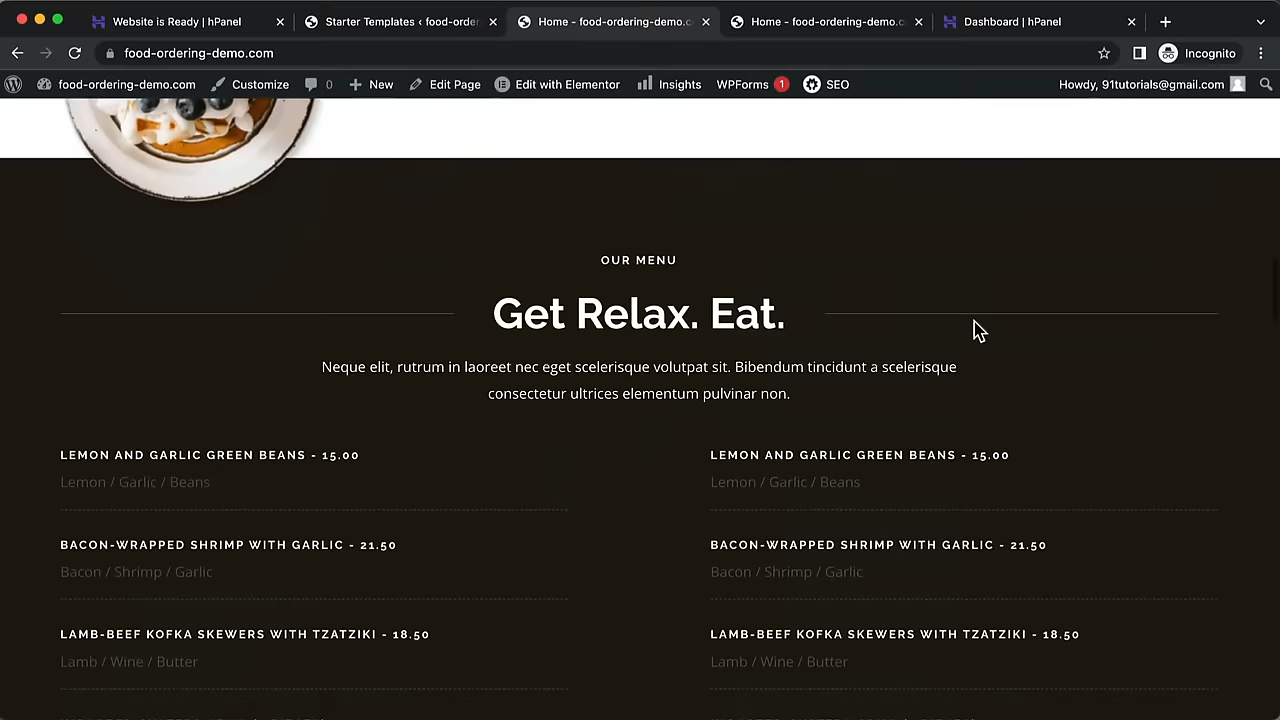 Website is Ready | hPanel
Starter Templates ‹ food-order
Home - food-ordering-demo.c
Home - food-ordering-demo.c
Dashboard | hPanel
food-ordering-demo.com
Incognito
food-ordering-demo.com
Customize
0
New
Edit Page
Edit with Elementor
Insights
WPForms 1
SEO
Howdy, 91tutorials@gmail.com
OUR MENU
Get Relax. Eat.
Neque elit, rutrum in laoreet nec eget scelerisque volutpat sit. Bibendum tincidunt a scelerisque
consectetur ultrices elementum pulvinar non.
LEMON AND GARLIC GREEN BEANS - 15.00
Lemon / Garlic / Beans
BACON-WRAPPED SHRIMP WITH GARLIC - 21.50
Bacon / Shrimp / Garlic
LAMB-BEEF KOFKA SKEWERS WITH TZATZIKI - 18.50
Lamb / Wine / Butter
LEMON AND GARLIC GREEN BEANS - 15.00
Lemon / Garlic / Beans
BACON-WRAPPED SHRIMP WITH GARLIC - 21.50
Bacon / Shrimp / Garlic
LAMB-BEEF KOFKA SKEWERS WITH TZATZIKI - 18.50
Lamb / Wine / Butter